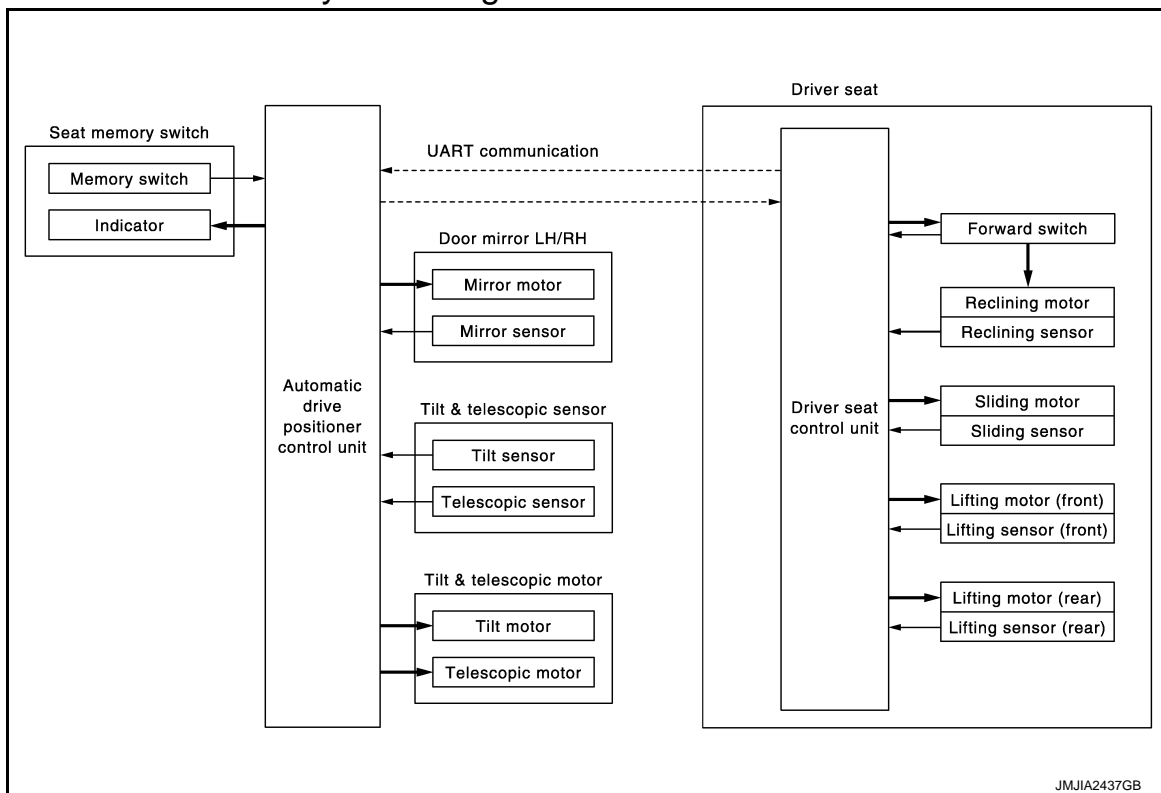 Driver seat
Seat memory switch
Memory switch
Indicator
UART communication
Door mirror LH/RH
Mirror motor
Mirror sensor
Automatic
drive
positioner
control unit
Tilt & telescopic sensor
Tilt sensor
Telescopic sensor
Tilt & telescopic motor
Tilt motor
Telescopic motor
Driver seat
control unit
Forward switch
Reclining motor
Reclining sensor
Sliding motor
Sliding sensor
Lifting motor (front)
Lifting sensor (front)
Lifting motor (rear)
Lifting sensor (rear)
JMJIA2437GB